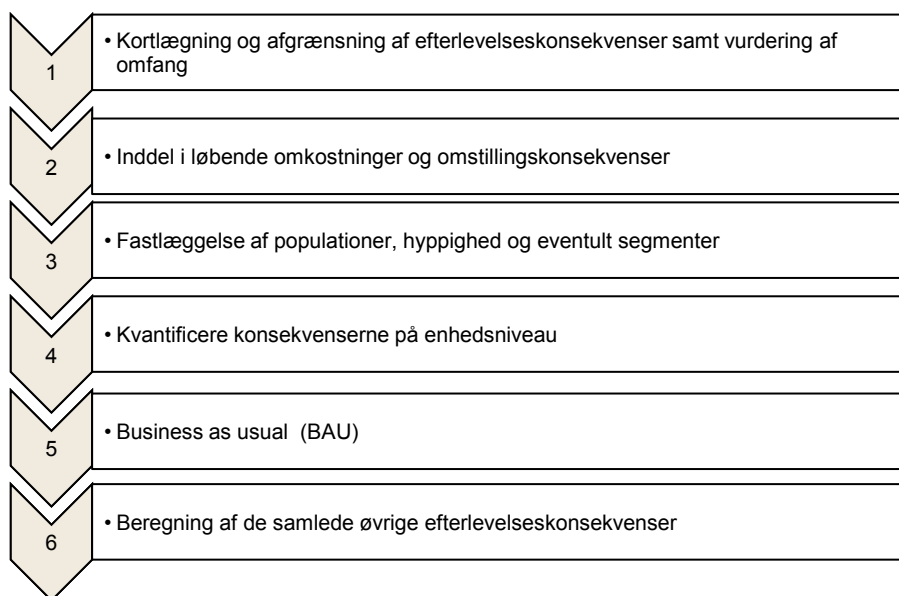 1
• Kortlægning og afgrænsning af efterlevelseskonsekvenser samt vurdering af
omfang
2
• Inddel i løbende omkostninger og omstillingskonsekvenser
3
• Fastlæggelse af populationer, hyppighed og eventult segmenter
4
• Kvantificere konsekvenserne på enhedsniveau
5
• Business as usual (BAU)
6
• Beregning af de samlede øvrige efterlevelseskonsekvenser